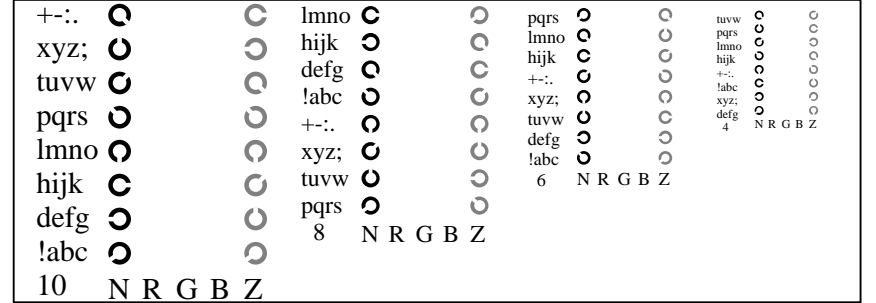 +-:.
xyz;
tuvw
pqrs
lmno
hijk
defg
!abc
10 N R G B Z
lmno
hijk
defg
!abc
+-:.
xyz;
tuvw
pqrs
8 N R G B Z
pqrs
lmno
hijk
+-:.
xyz;
tuvw
defg
!abc
6 N R G B Z
tuvw
pqrs
lmno
hijk
+-:.
!abc
xyz;
defg
4 N R G B Z